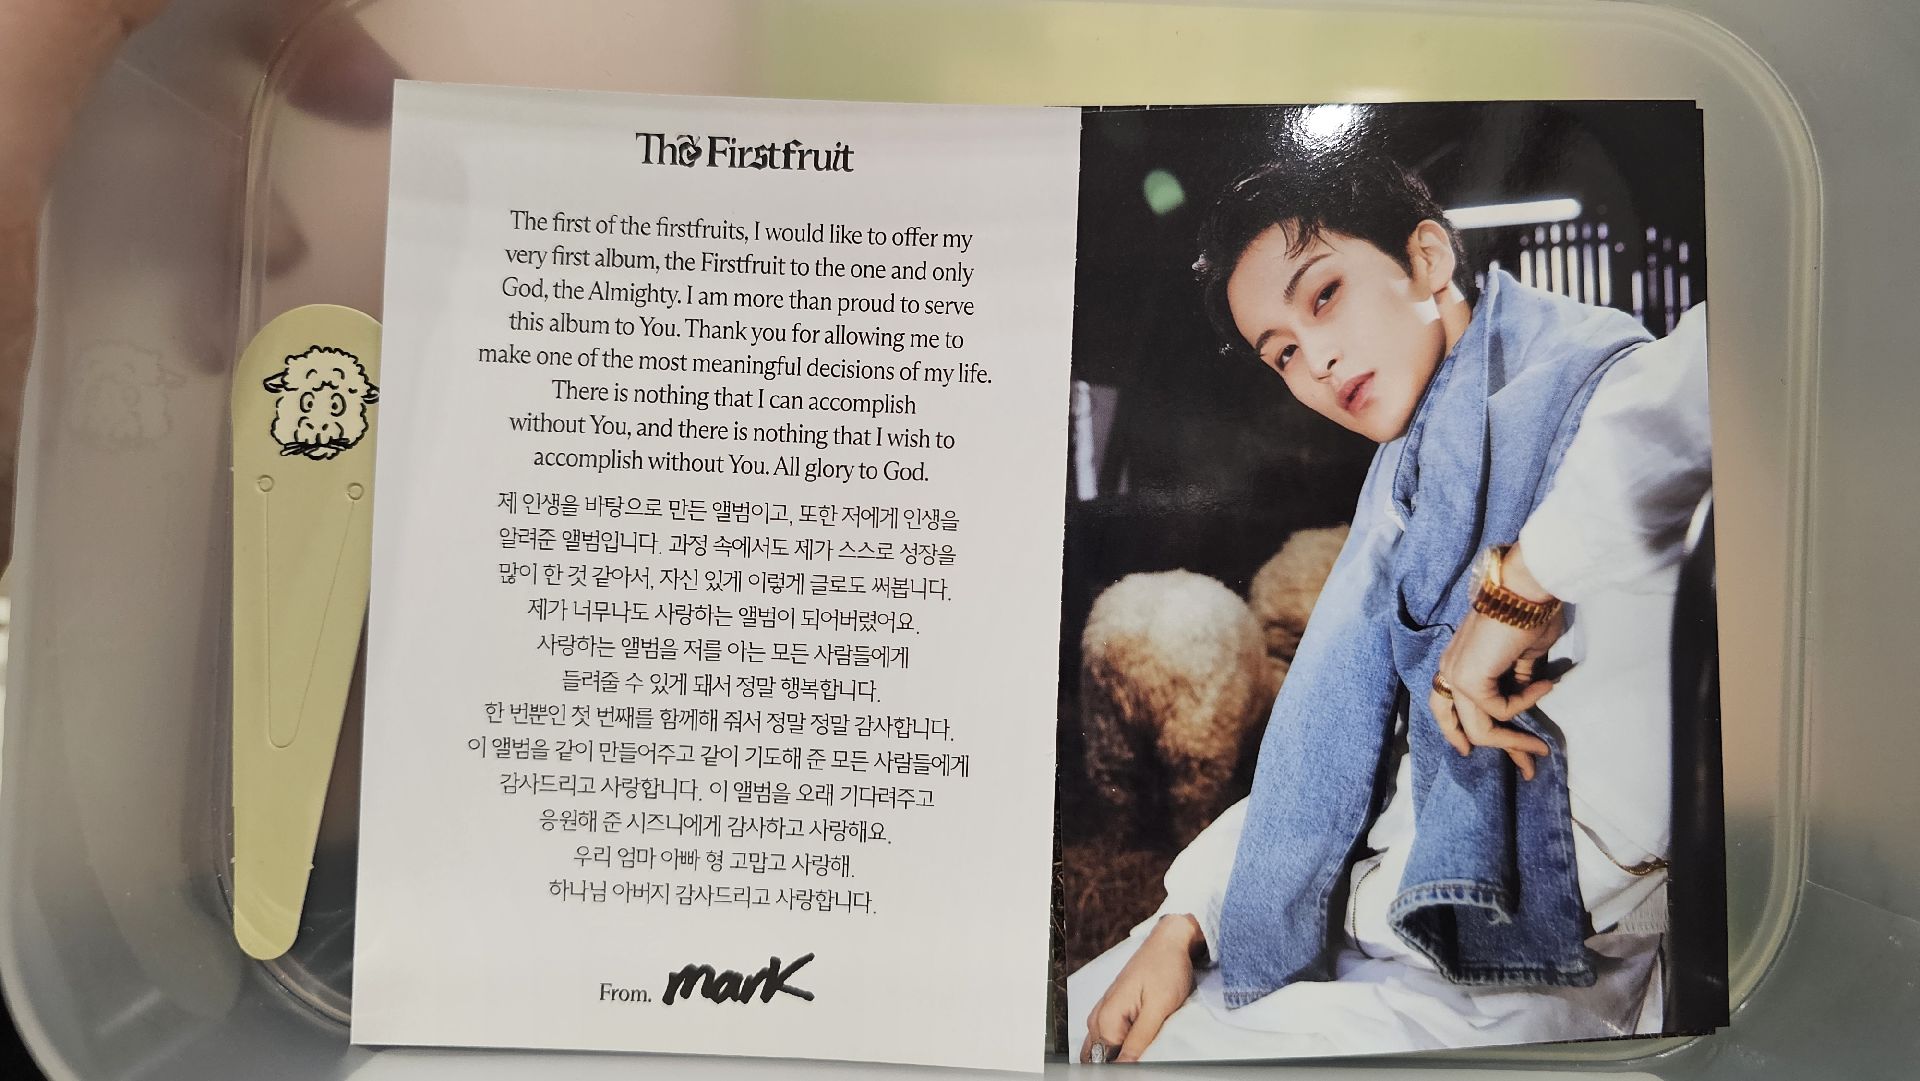 The Firstfruit
The first of the firstfruits, I would like to offer my
very first album, the Firstfruit to the one and only
God, the Almighty. I am more than proud to serve
this album to You. Thank you for allowing me to
make one of the most meaningful decisions of my life.
There is nothing that I can accomplish
without You, and there is nothing that I wish to
accomplish without You. All glory to God.
제 인생을 바탕으로 만든 앨범이고, 또한 저에게 인생을
알려준 앨범입니다. 과정 속에서도 제가 스스로 성장을
많이 한 것 같아서, 자신 있게 이렇게 글로도 써봅니다.
제가 너무나도 사랑하는 앨범이 되어버렸어요.
사랑하는 앨범을 저를 아는 모든 사람들에게
들려줄 수 있게 돼서 정말 행복합니다.
한 번뿐인 첫 번째를 함께해 줘서 정말 정말 감사합니다.
이 앨범을 같이 만들어주고 같이 기도해 준 모든 사람들에게
감사드리고 사랑합니다. 이 앨범을 오래 기다려주고
응원해 준 시즈니에게 감사하고 사랑해요.
우리 엄마 아빠 형 고맙고 사랑해.
하나님 아버지 감사드리고 사랑합니다.
From. mark